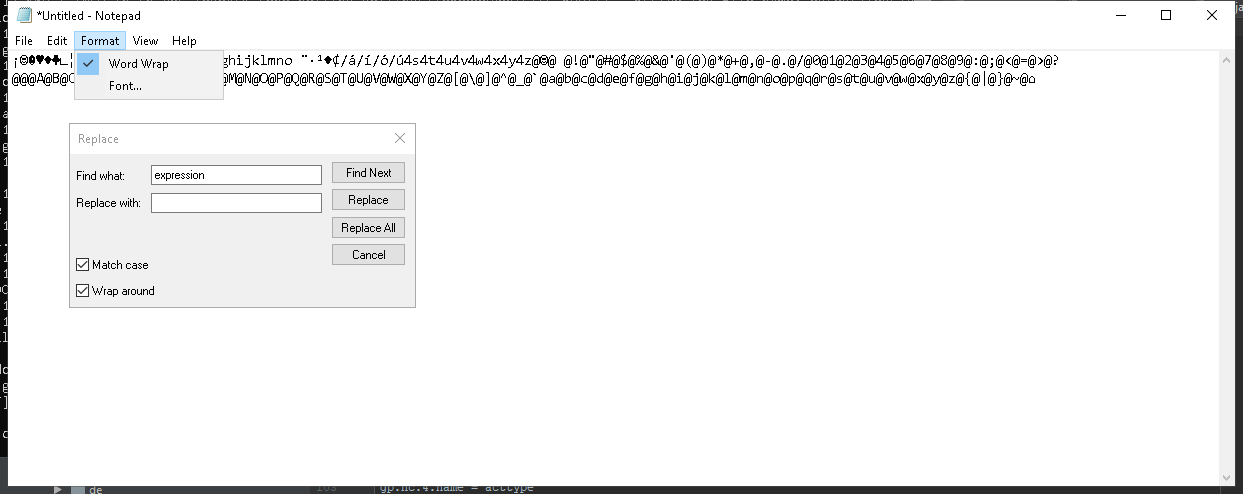 *Untitled - Notepad
File Edit Format View Help
ghijklmno ¨·¹♦₵/á/í/ó/ú4s4t4u4v4w4x4y4z@☺@ @!@"@#@$@%@&@'@(@)@*@+@,@-@.@/@0@1@2@3@4@5@6@7@8@9@:@;@<@=@>@?
@@@A@B@ M@N@O@P@Q@R@S@T@U@V@W@X@Y@Z@[@\@]@^@_@`@a@b@c@d@e@f@g@h@i@j@k@l@m@n@o@p@q@r@s@t@u@v@w@x@y@z@{@|@}@~@⌂
Word Wrap
Font...
Replace
Find what: expression Find Next
Replace with: Replace
Replace All
Cancel
Match case
Wrap around
de
gp.nc.4.name = acttype